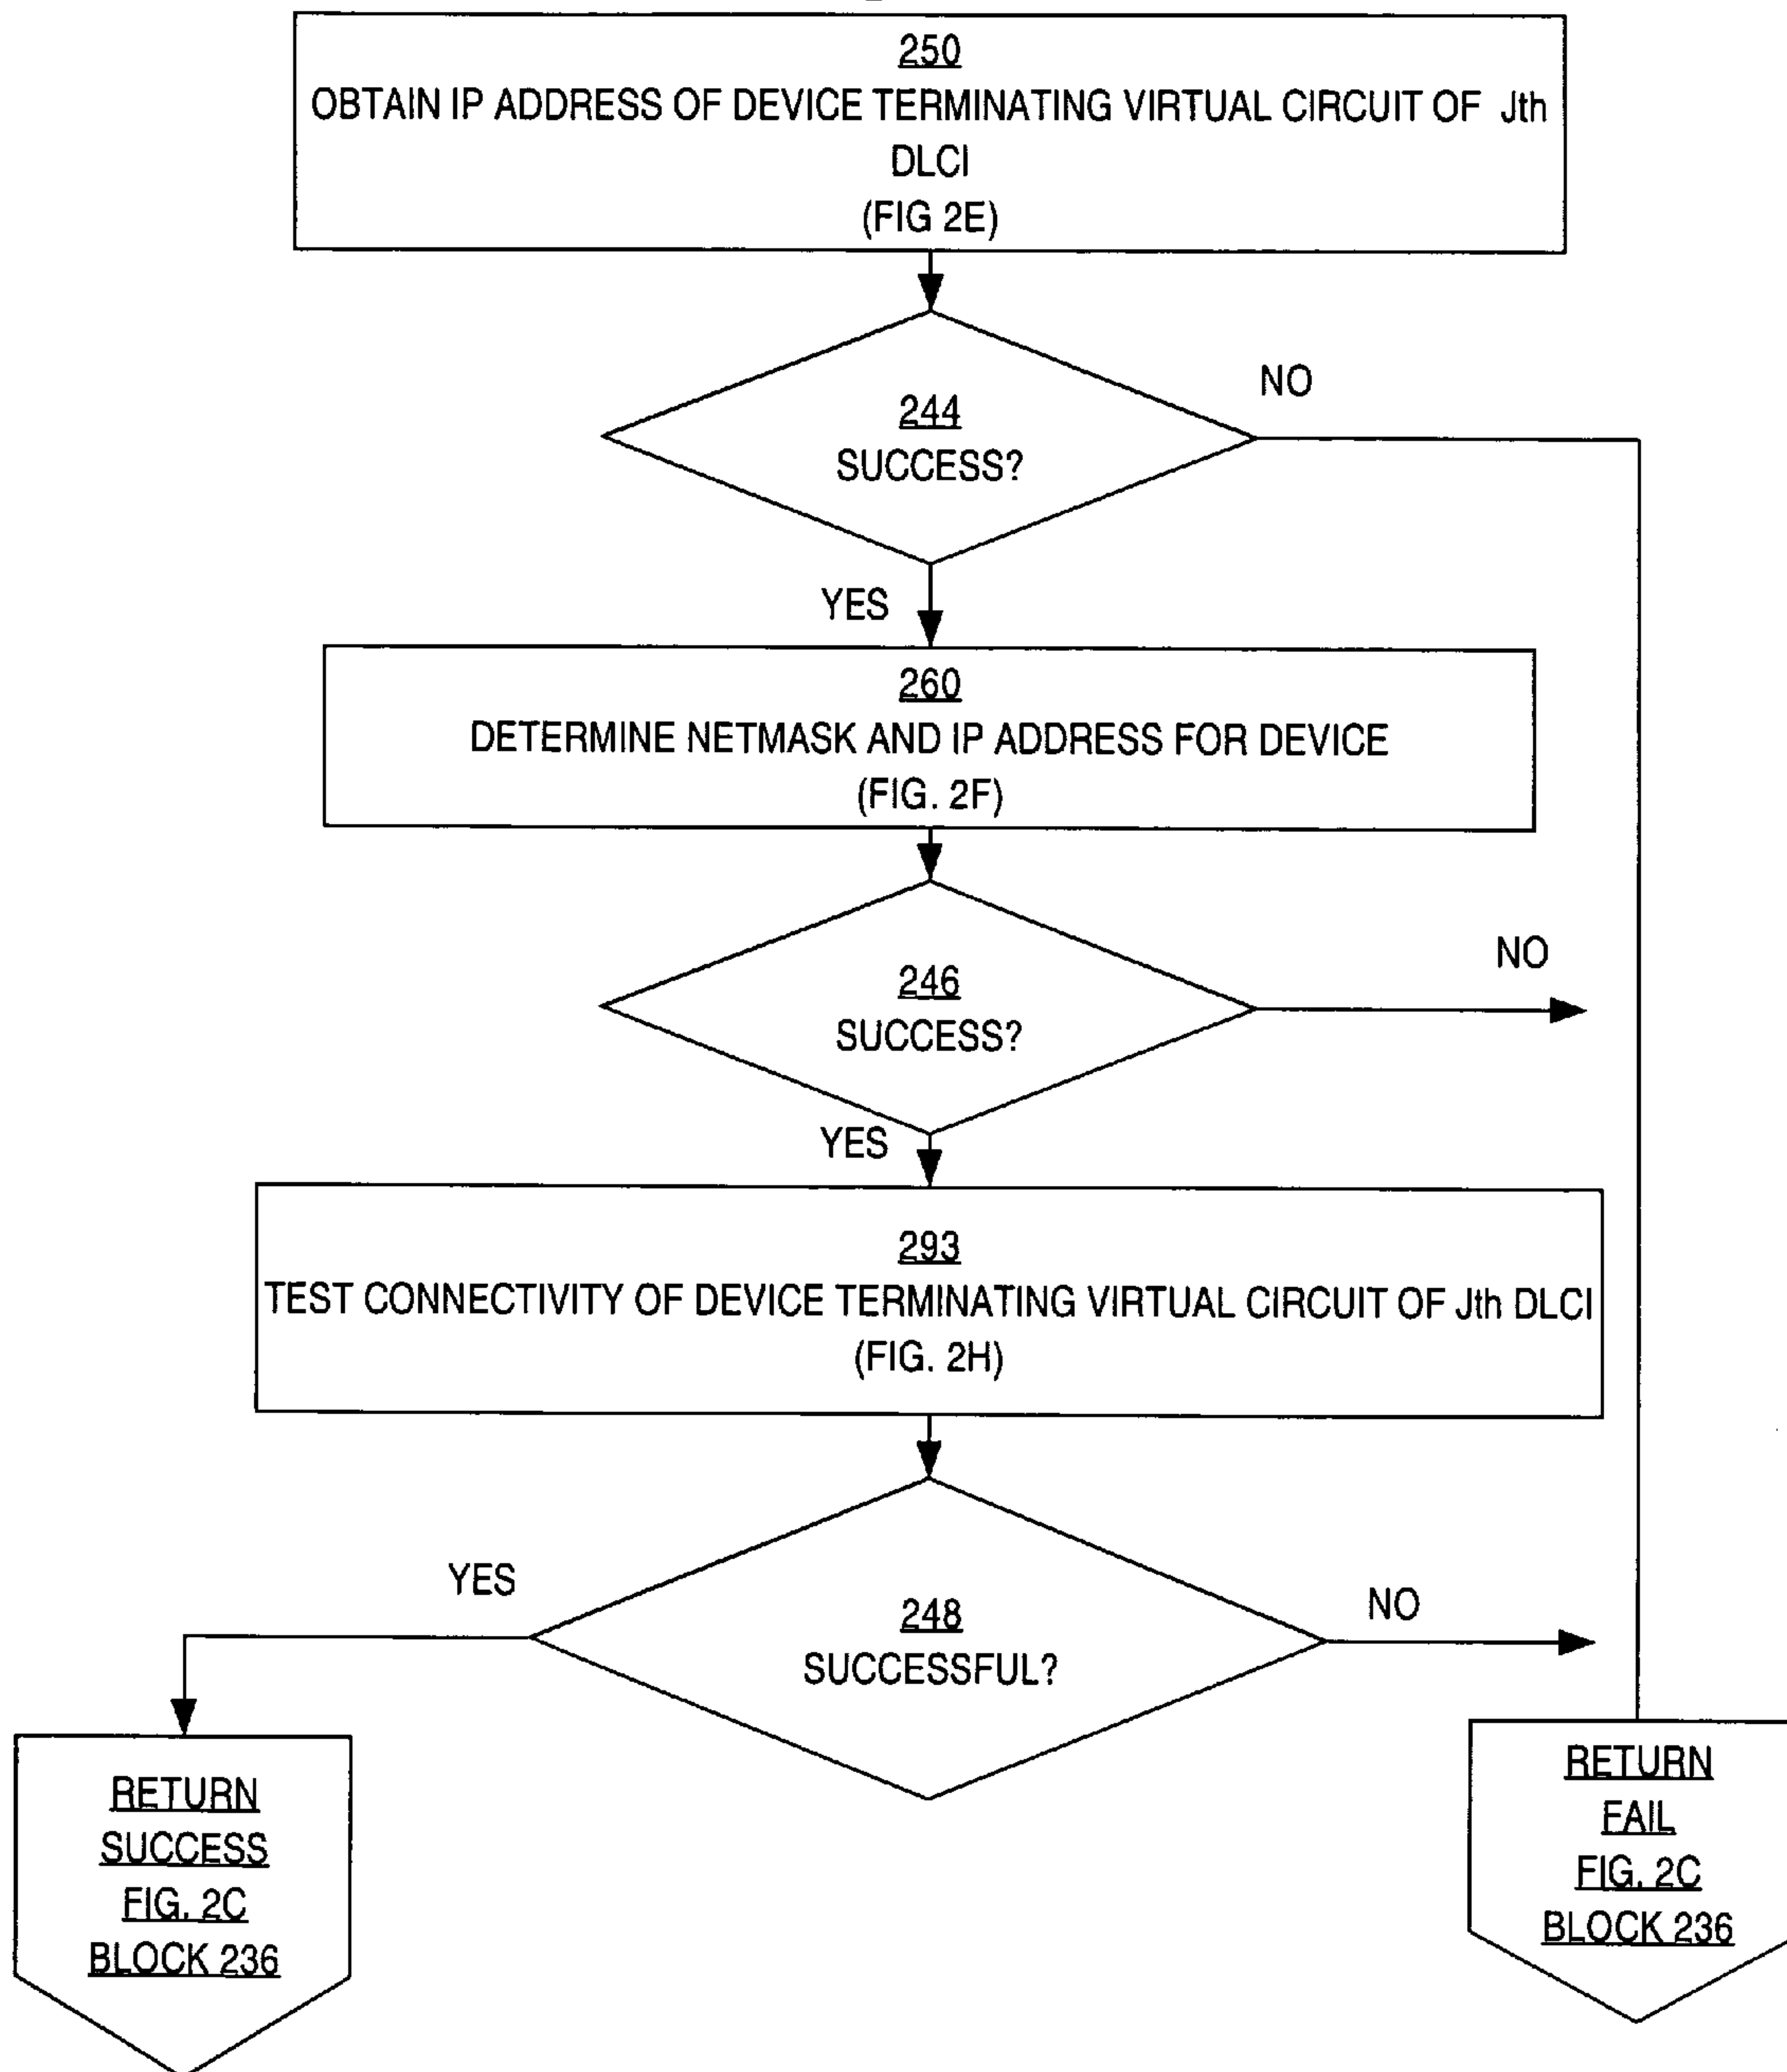 250
OBTAIN IP ADDRESS OF DEVICE TERMINATING VIRTUAL CIRCUIT OF Jth
DLCI
(FIG 2E)
244
SUCCESS?
NO
YES
260
DETERMINE NETMASK AND IP ADDRESS FOR DEVICE
(FIG. 2F)
246
SUCCESS?
NO
YES
293
TEST CONNECTIVITY OF DEVICE TERMINATING VIRTUAL CIRCUIT OF Jth DLCI
(FIG. 2H)
248
SUCCESSFUL?
YES
NO
RETURN
SUCCESS
FIG. 2C
BLOCK 236
RETURN
FAIL
FIG. 2C
BLOCK 236